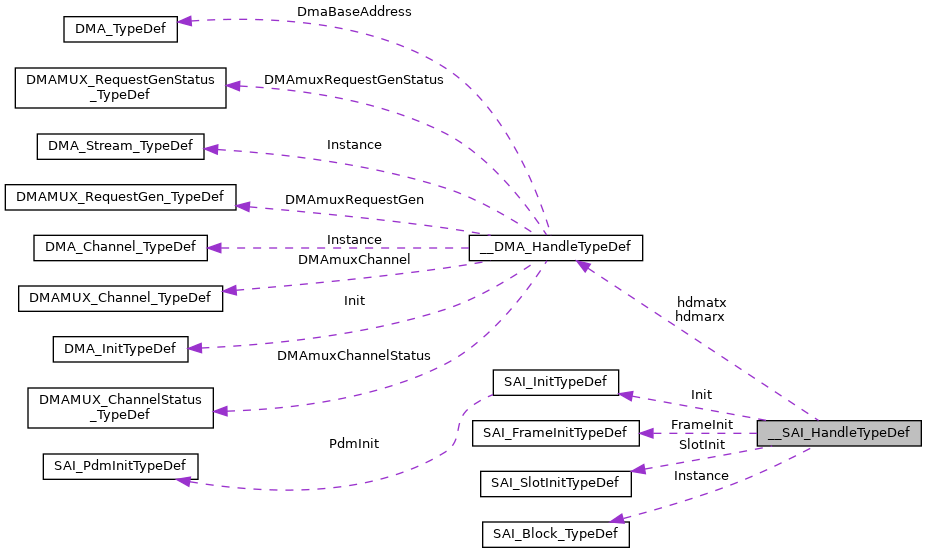 DmaBaseAddress
DMA_TypeDef
DMAMUX_RequestGenStatus
_TypeDef
DMAmuxRequestGenStatus
DMA_Stream_TypeDef
Instance
DMAMUX_RequestGen_TypeDef
DMAmuxRequestGen
DMA_Channel_TypeDef
Instance
__DMA_HandleTypeDef
DMAmuxChannel
DMAMUX_Channel_TypeDef
Init
hdmatx
hdmarx
DMA_InitTypeDef
DMAmuxChannelStatus
DMAMUX_ChannelStatus
_TypeDef
SAI_InitTypeDef
Init
SAI_FrameInitTypeDef
FrameInit
__SAI_HandleTypeDef
SlotInit
PdmInit
SAI_PdmInitTypeDef
SAI_SlotInitTypeDef
Instance
SAI_Block_TypeDef